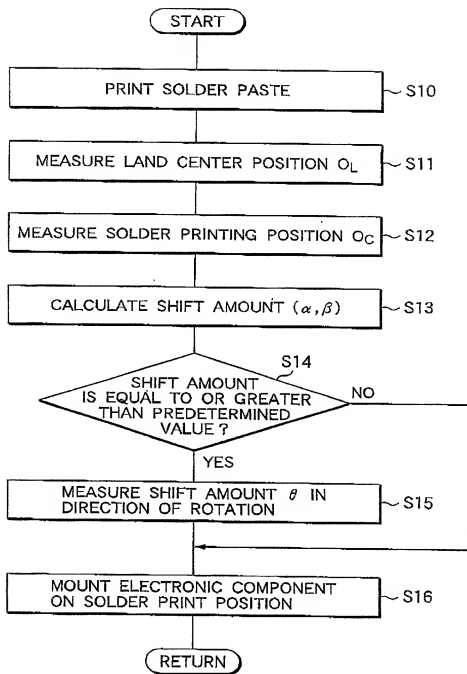 START
PRINT SOLDER PASTE
S10
MEASURE LAND CENTER POSITION OL
S11
MEASURE SOLDER PRINTING POSITION OC
S12
CALCULATE SHIFT AMOUNT (α,β)
S13
S14
SHIFT AMOUNT
IS EQUAL TO OR GREATER
THAN PREDETERMINED
VALUE?
NO
YES
MEASURE SHIFT AMOUNT θ IN
DIRECTION OF ROTATION
S15
MOUNT ELECTRONIC COMPONENT
ON SOLDER PRINT POSITION
S16
RETURN